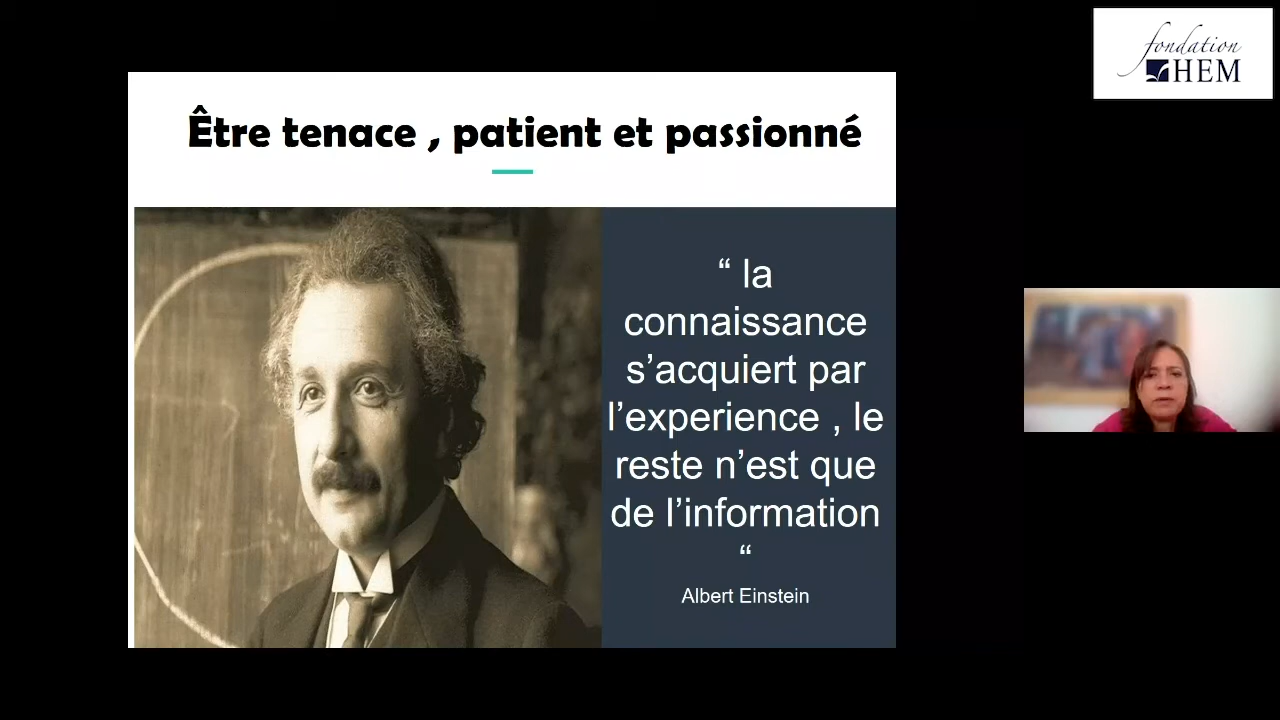 fondation
HEM
Être tenace , patient et passionné
“ la
connaissance
s’acquiert par
l’experience , le
reste n’est que
de l’information
“
Albert Einstein